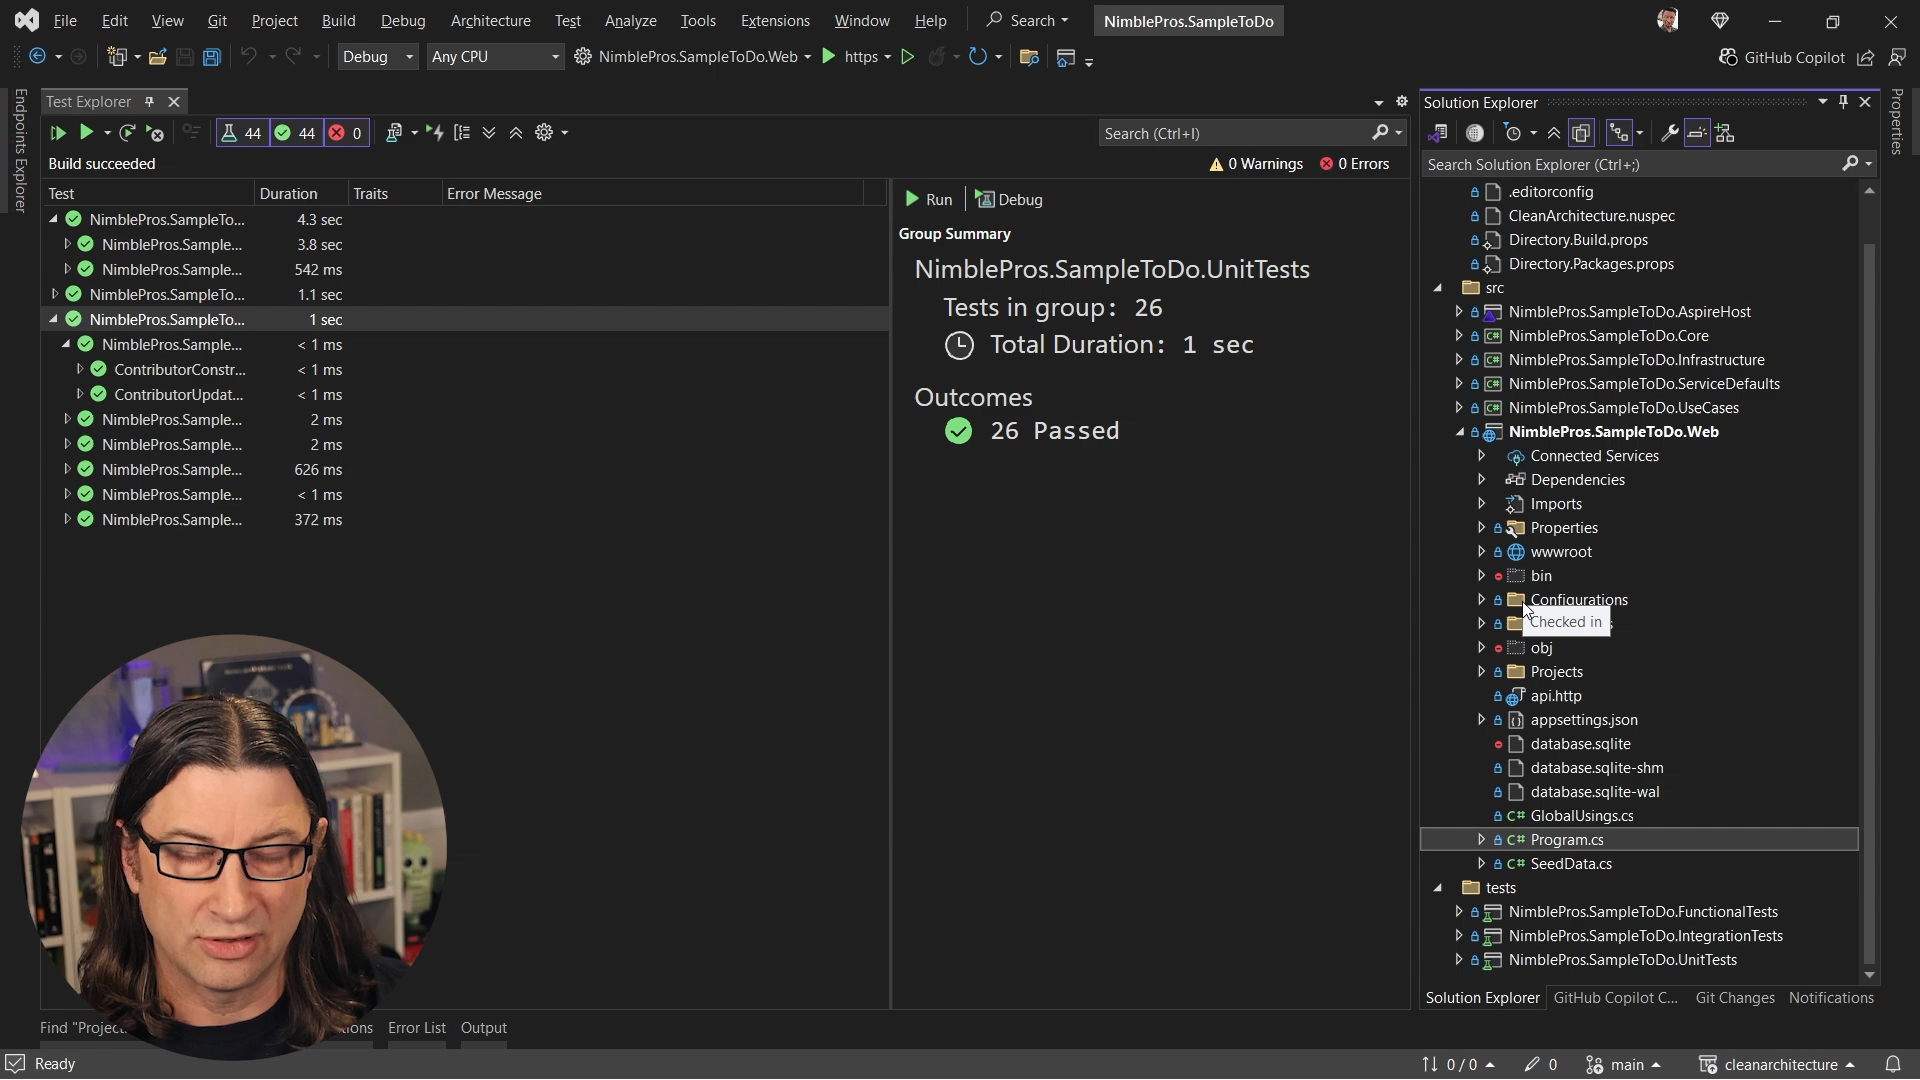 File Edit View Git Project Build Debug Architecture Test Analyze Tools Extensions Window Help Search NimblePros.SampleToDo
Debug Any CPU NimblePros.SampleToDo.Web https GitHub Copilot
Endpoints Explorer
Test Explorer
44 44 0
Search (Ctrl+I)
Build succeeded
0 Warnings 0 Errors
Test Duration Traits Error Message
NimblePros.SampleTo... 4.3 sec
NimblePros.Sample... 3.8 sec
NimblePros.Sample... 542 ms
NimblePros.SampleTo... 1.1 sec
NimblePros.SampleTo... 1 sec
NimblePros.Sample... < 1 ms
ContributorConstr... < 1 ms
ContributorUpdat... < 1 ms
NimblePros.Sample... 2 ms
NimblePros.Sample... 2 ms
NimblePros.Sample... 626 ms
NimblePros.Sample... < 1 ms
NimblePros.Sample... 372 ms
Run Debug
Group Summary
NimblePros.SampleToDo.UnitTests
Tests in group: 26
Total Duration: 1 sec
Outcomes
26 Passed
Solution Explorer
Search Solution Explorer (Ctrl+;)
.editorconfig
CleanArchitecture.nuspec
Directory.Build.props
Directory.Packages.props
src
NimblePros.SampleToDo.AspireHost
NimblePros.SampleToDo.Core
NimblePros.SampleToDo.Infrastructure
NimblePros.SampleToDo.ServiceDefaults
NimblePros.SampleToDo.UseCases
NimblePros.SampleToDo.Web
Connected Services
Dependencies
Imports
Properties
wwwroot
bin
Configurations
Checked in
obj
Projects
api.http
appsettings.json
database.sqlite
database.sqlite-shm
database.sqlite-wal
GlobalUsings.cs
C# Program.cs
C# SeedData.cs
tests
NimblePros.SampleToDo.FunctionalTests
NimblePros.SampleToDo.IntegrationTests
NimblePros.SampleToDo.UnitTests
Solution Explorer GitHub Copilot C... Git Changes Notifications
Properties
Find "Project Error List Output
Ready
0 / 0 0 main cleanarchitecture